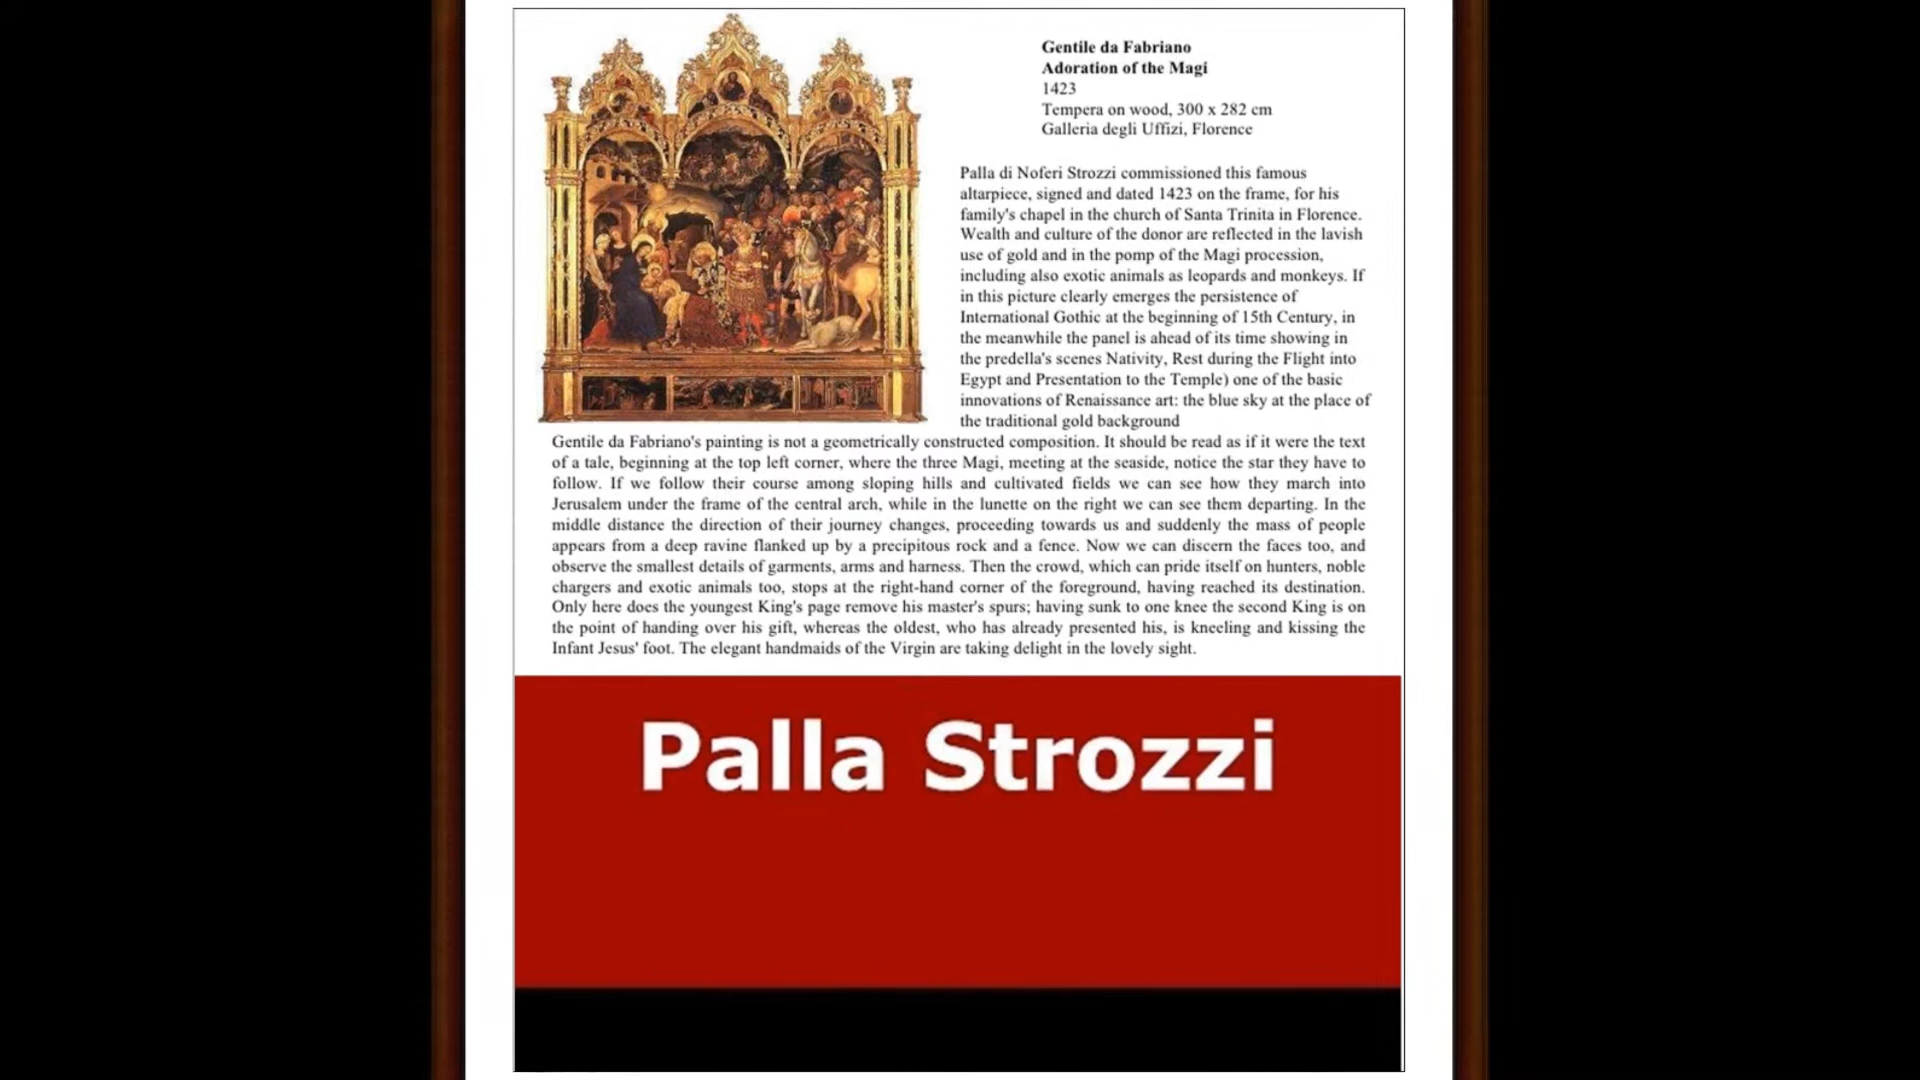 Gentile da Fabriano
Adoration of the Magi
1423
Tempera on wood, 300 x 282 cm
Galleria degli Uffizi, Florence
Palla di Noferi Strozzi commissioned this famous
altarpiece, signed and dated 1423 on the frame, for his
family's chapel in the church of Santa Trinita in Florence.
Wealth and culture of the donor are reflected in the lavish
use of gold and in the pomp of the Magi procession,
including also exotic animals as leopards and monkeys. If
in this picture clearly emerges the persistence of
International Gothic at the beginning of 15th Century, in
the meanwhile the panel is ahead of its time showing in
the predella's scenes Nativity, Rest during the Flight into
Egypt and Presentation to the Temple) one of the basic
innovations of Renaissance art: the blue sky at the place of
the traditional gold background
Gentile da Fabriano's painting is not a geometrically constructed composition. It should be read as if it were the text
of a tale, beginning at the top left corner, where the three Magi, meeting at the seaside, notice the star they have to
follow. If we follow their course among sloping hills and cultivated fields we can see how they march into
Jerusalem under the frame of the central arch, while in the lunette on the right we can see them departing. In the
middle distance the direction of their journey changes, proceeding towards us and suddenly the mass of people
appears from a deep ravine flanked up by a precipitous rock and a fence. Now we can discern the faces too, and
observe the smallest details of garments, arms and harness. Then the crowd, which can pride itself on hunters, noble
chargers and exotic animals too, stops at the right-hand corner of the foreground, having reached its destination.
Only here does the youngest King's page remove his master's spurs; having sunk to one knee the second King is on
the point of handing over his gift, whereas the oldest, who has already presented his, is kneeling and kissing the
Infant Jesus' foot. The elegant handmaids of the Virgin are taking delight in the lovely sight.
Palla Strozzi